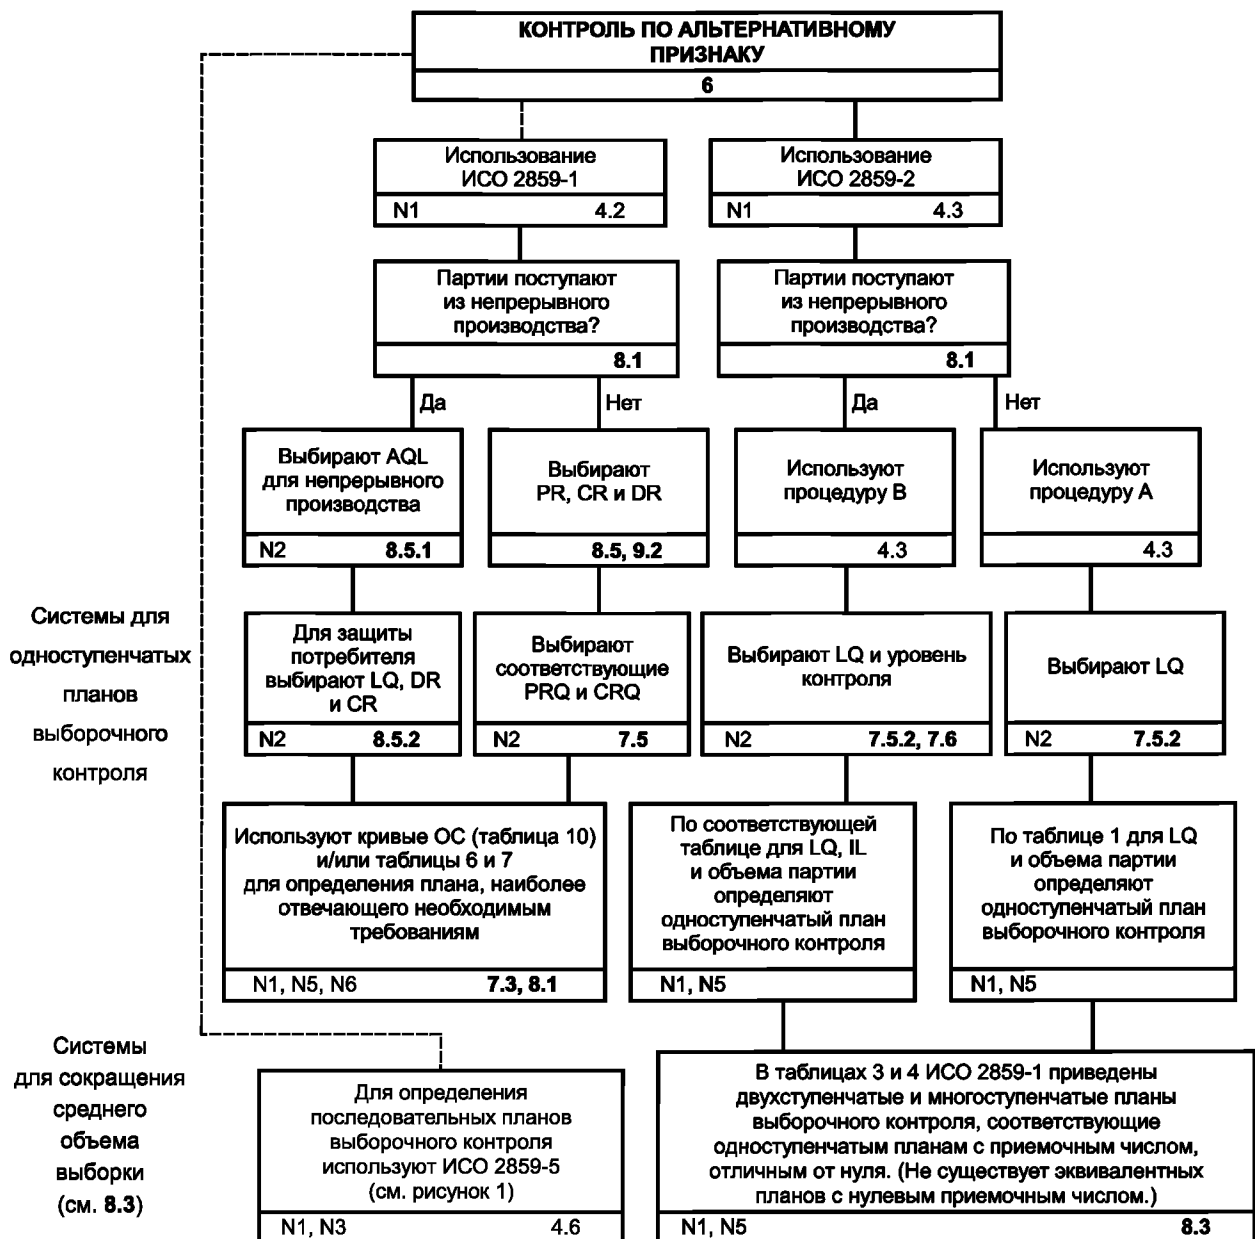 КОНТРОЛЬ ПО АЛЬТЕРНАТИВНОМУ
ПРИЗНАКУ
6
Использование
ИСО 2859-1
N1 4.2
Использование
ИСО 2859-2
N1 4.3
Партии поступают
из непрерывного
производства?
8.1
Партии поступают
из непрерывного
производства?
8.1
Да
Нет
Да
Нет
Выбирают AQL
для непрерывного
производства
N2 8.5.1
Выбирают
PR, CR и DR
8.5, 9.2
Используют
процедуру В
4.3
Используют
процедуру А
4.3
Системы для
одноступенчатых
планов
выборочного
контроля
Для защиты
потребителя
выбирают LQ, DR
и CR
N2 8.5.2
Выбирают
соответствующие
PRQ и CRQ
N2 7.5
Выбирают LQ и уровень
контроля
N2 7.5.2, 7.6
Выбирают LQ
N2 7.5.2
Используют кривые ОС (таблица 10)
и/или таблицы 6 и 7
для определения плана, наиболее
отвечающего необходимым
требованиям
N1, N5, N6 7.3, 8.1
По соответствующей
таблице для LQ, IL
и объема партии
определяют
одноступенчатый план
выборочного контроля
N1, N5
По таблице 1 для LQ
и объема партии
определяют
одноступенчатый план
выборочного контроля
N1, N5
Системы
для сокращения
среднего
объема
выборки
(см. 8.3)
Для определения
последовательных планов
выборочного контроля
используют ИСО 2859-5
(см. рисунок 1)
N1, N3 4.6
В таблицах 3 и 4 ИСО 2859-1 приведены
двухступенчатые и многоступенчатые планы
выборочного контроля, соответствующие
одноступенчатым планам с приемочным числом,
отличным от нуля. (Не существует эквивалентных
планов с нулевым приемочным числом.)
N1, N5 8.3